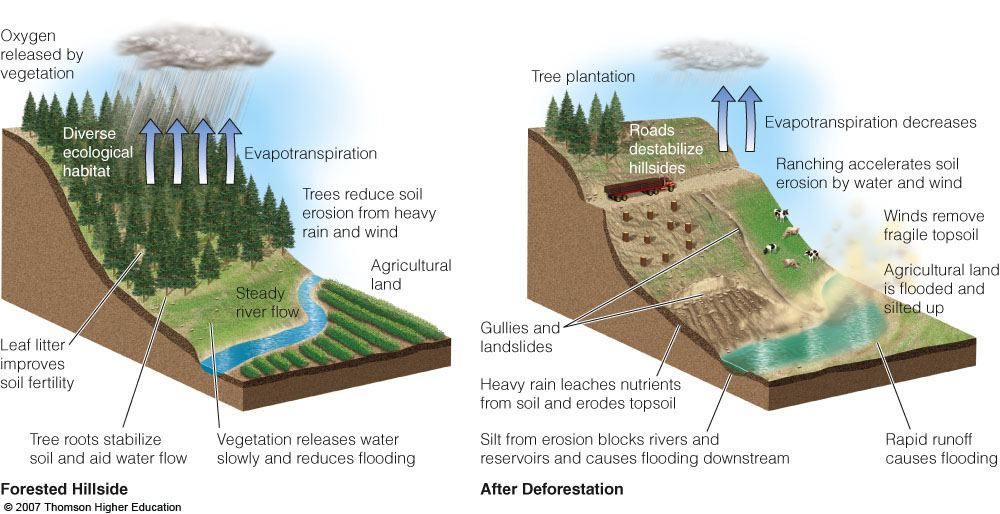 Oxygen
released by
vegetation
Diverse
ecological
habitat
Evapotranspiration
Trees reduce soil
erosion from heavy
rain and wind
Agricultural
land
Steady
river flow
Leaf litter
improves
soil fertility
Tree roots stabilize
soil and aid water flow
Vegetation releases water
slowly and reduces flooding
Forested Hillside
© 2007 Thomson Higher Education
Tree plantation
Roads
destabilize
hillsides
Evapotranspiration decreases
Ranching accelerates soil
erosion by water and wind
Winds remove
fragile topsoil
Agricultural land
is flooded and
silted up
Gullies and
landslides
Heavy rain leaches nutrients
from soil and erodes topsoil
Silt from erosion blocks rivers and
reservoirs and causes flooding downstream
Rapid runoff
causes flooding
After Deforestation